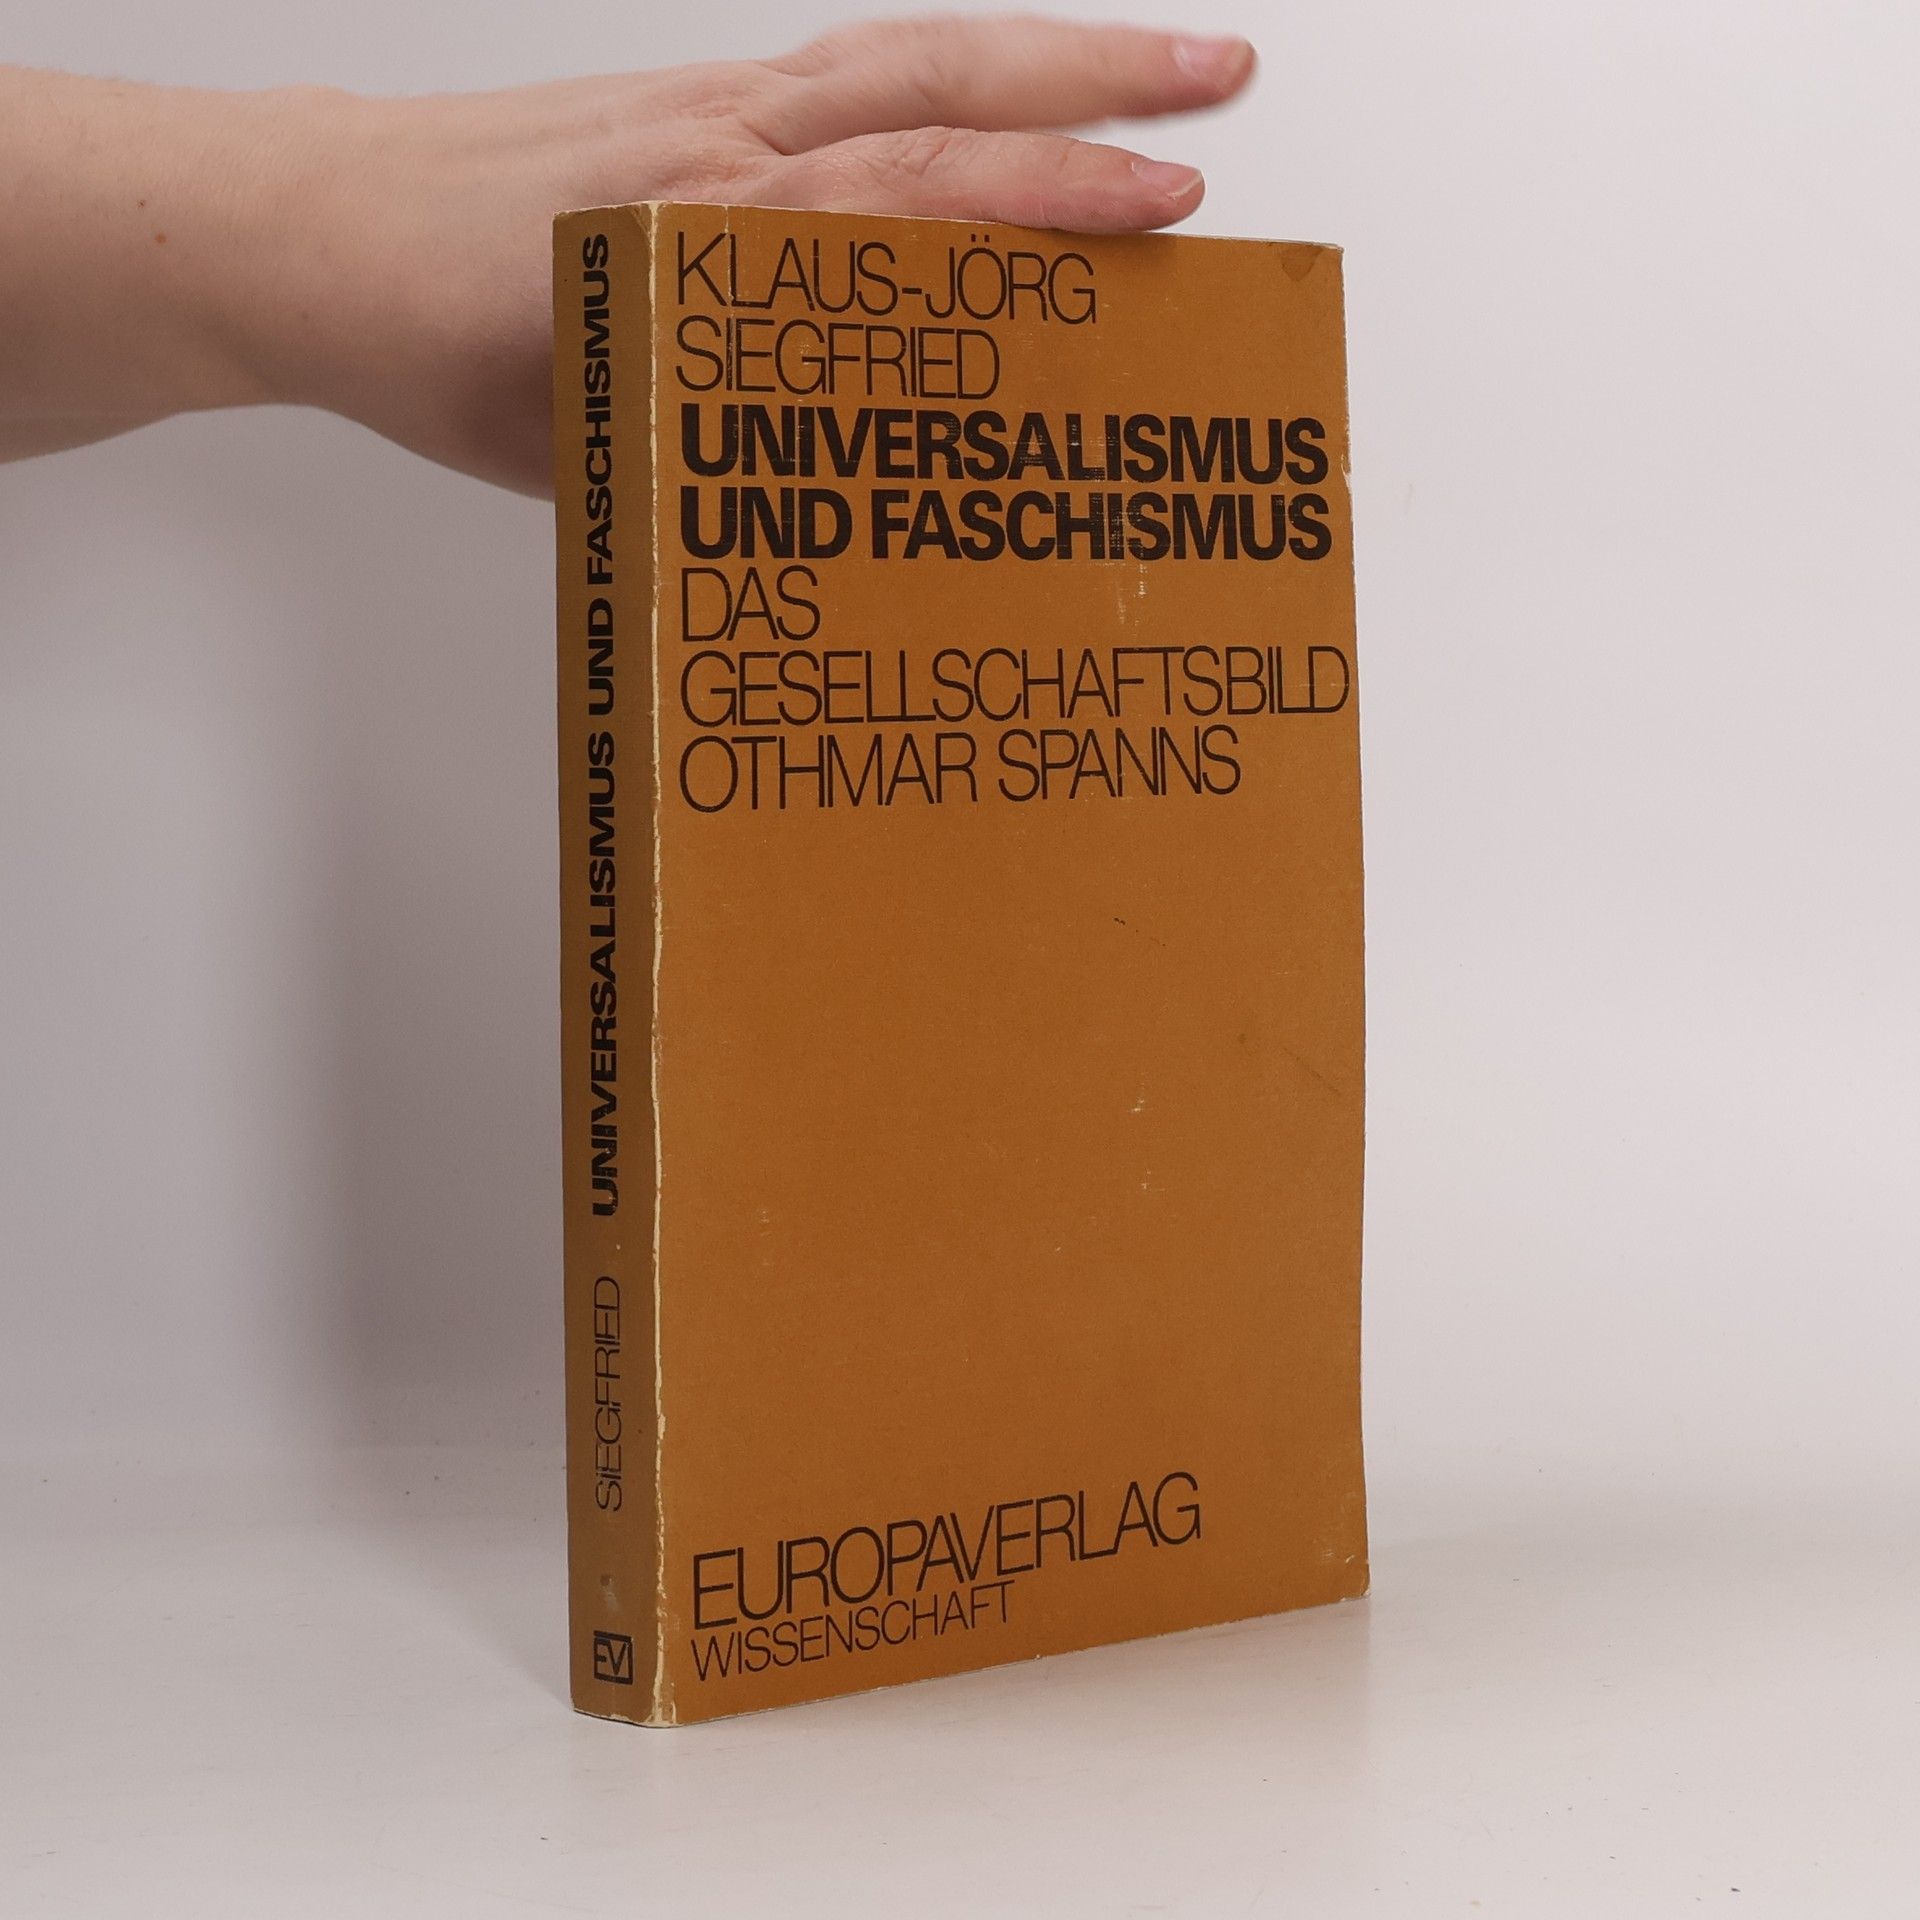 KLAUS-JÖRG
SIEGFRIED
UNIVERSALISMUS
UND FASCHISMUS
DAS
GESELLSCHAFTSBILD
OTHMAR SPANNS
EUROPAVERLAG
WISSENSCHAFT
SIEGFRIED UNIVERSALISMUS UND FASCHISMUS
EV